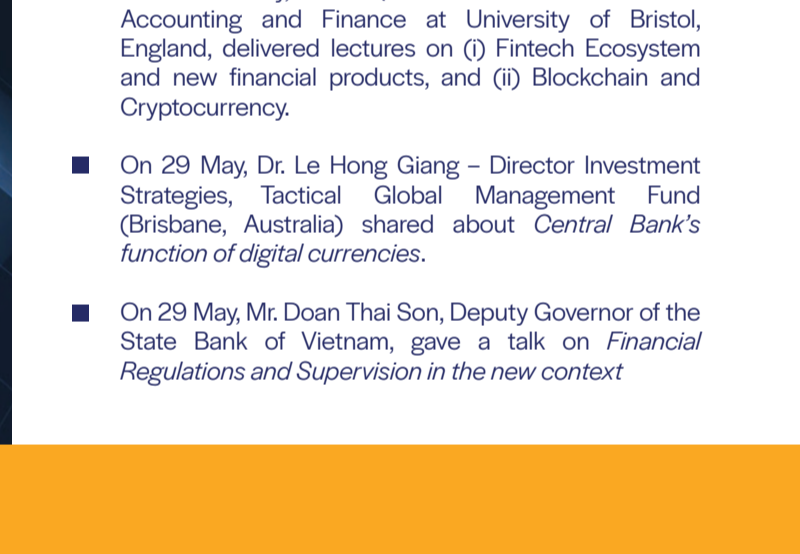 Accounting and Finance at University of Bristol,
England, delivered lectures on (i) Fintech Ecosystem
and new financial products, and (ii) Blockchain and
Cryptocurrency.
On 29 May, Dr. Le Hong Giang – Director Investment
Strategies, Tactical Global Management Fund
(Brisbane, Australia) shared about Central Bank's
function of digital currencies.
On 29 May, Mr. Doan Thai Son, Deputy Governor of the
State Bank of Vietnam, gave a talk on Financial
Regulations and Supervision in the new context